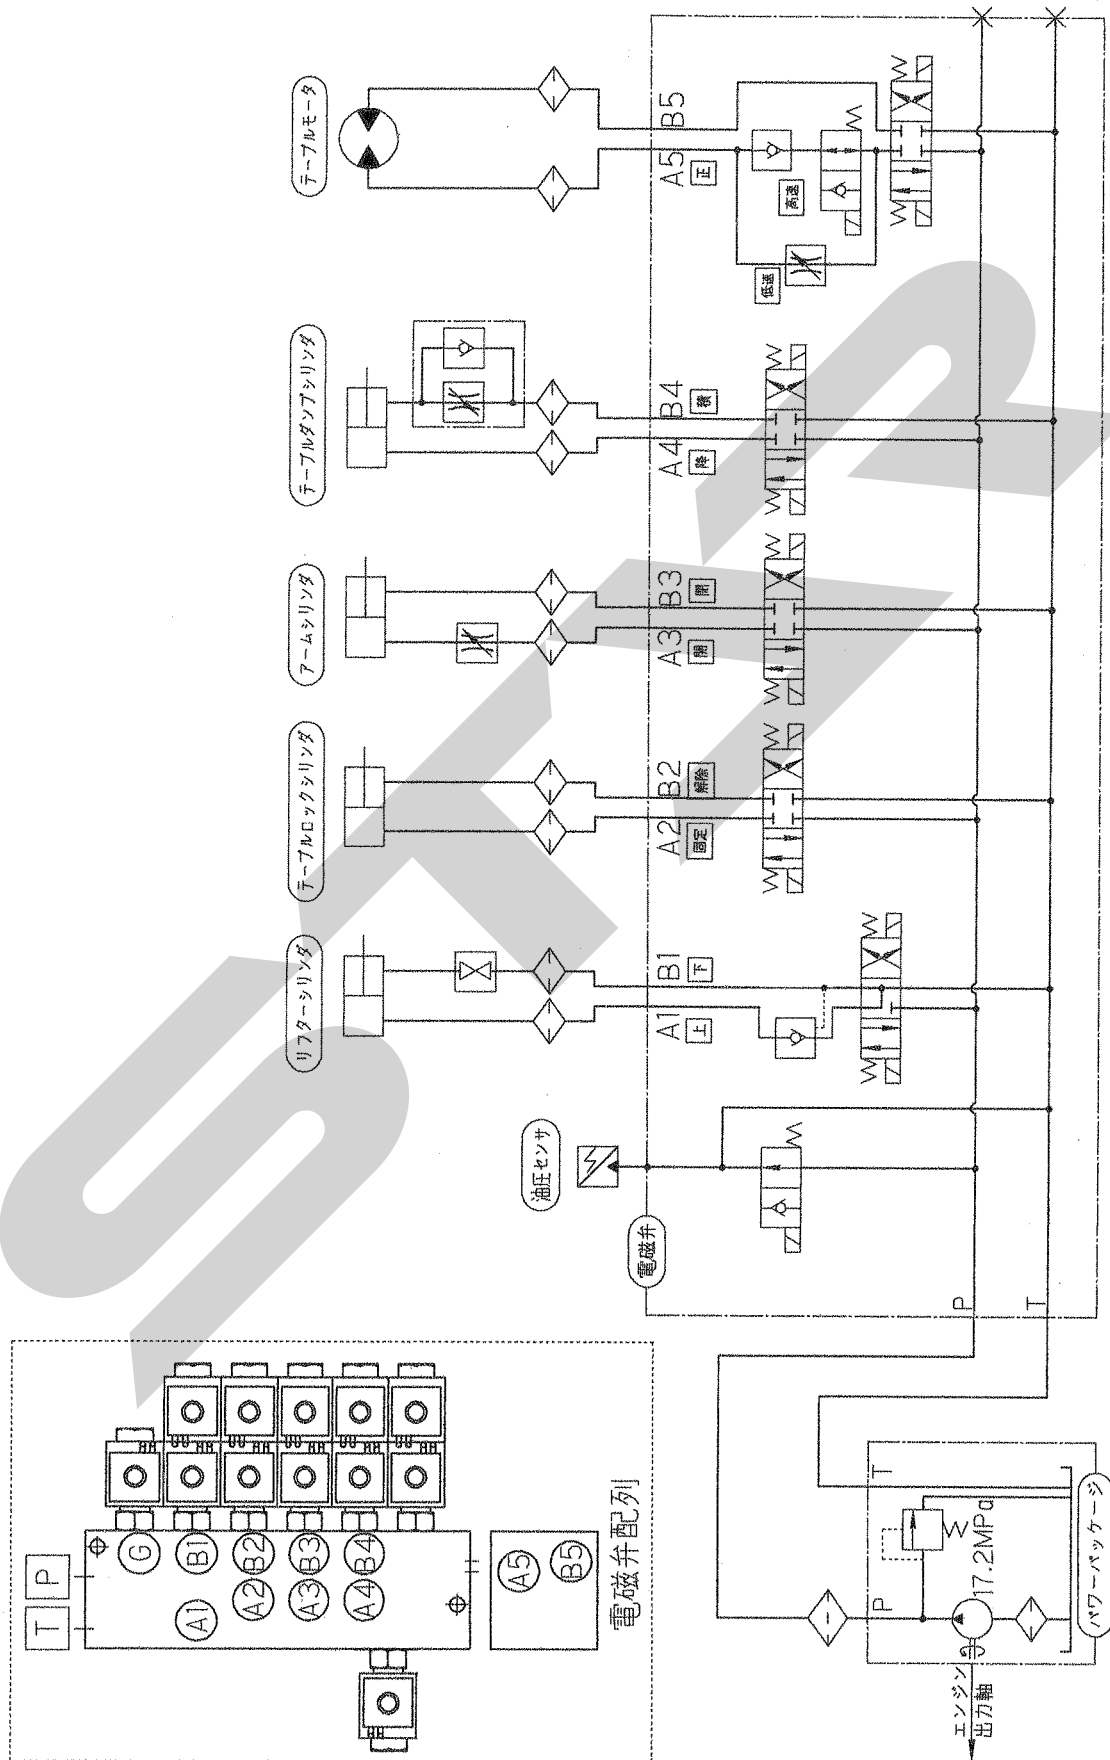 テーブルモータ
テーブルダンプシリンダ
アームシリンダ
テーブルロックシリンダ
リフターシリンダ
油圧センサ
電磁弁
A5
正
B5
高速
低速
A4
降
B4
積
A3
開
B3
閉
A2
固定
B2
解除
A1
上
B1
下
P
T
T
P
17.2MPa
パワーパッケージ
エンジン
出力軸
T
P
G
B1
B2
B3
B4
A1
A2
A3
A4
A5
B5
電磁弁配列